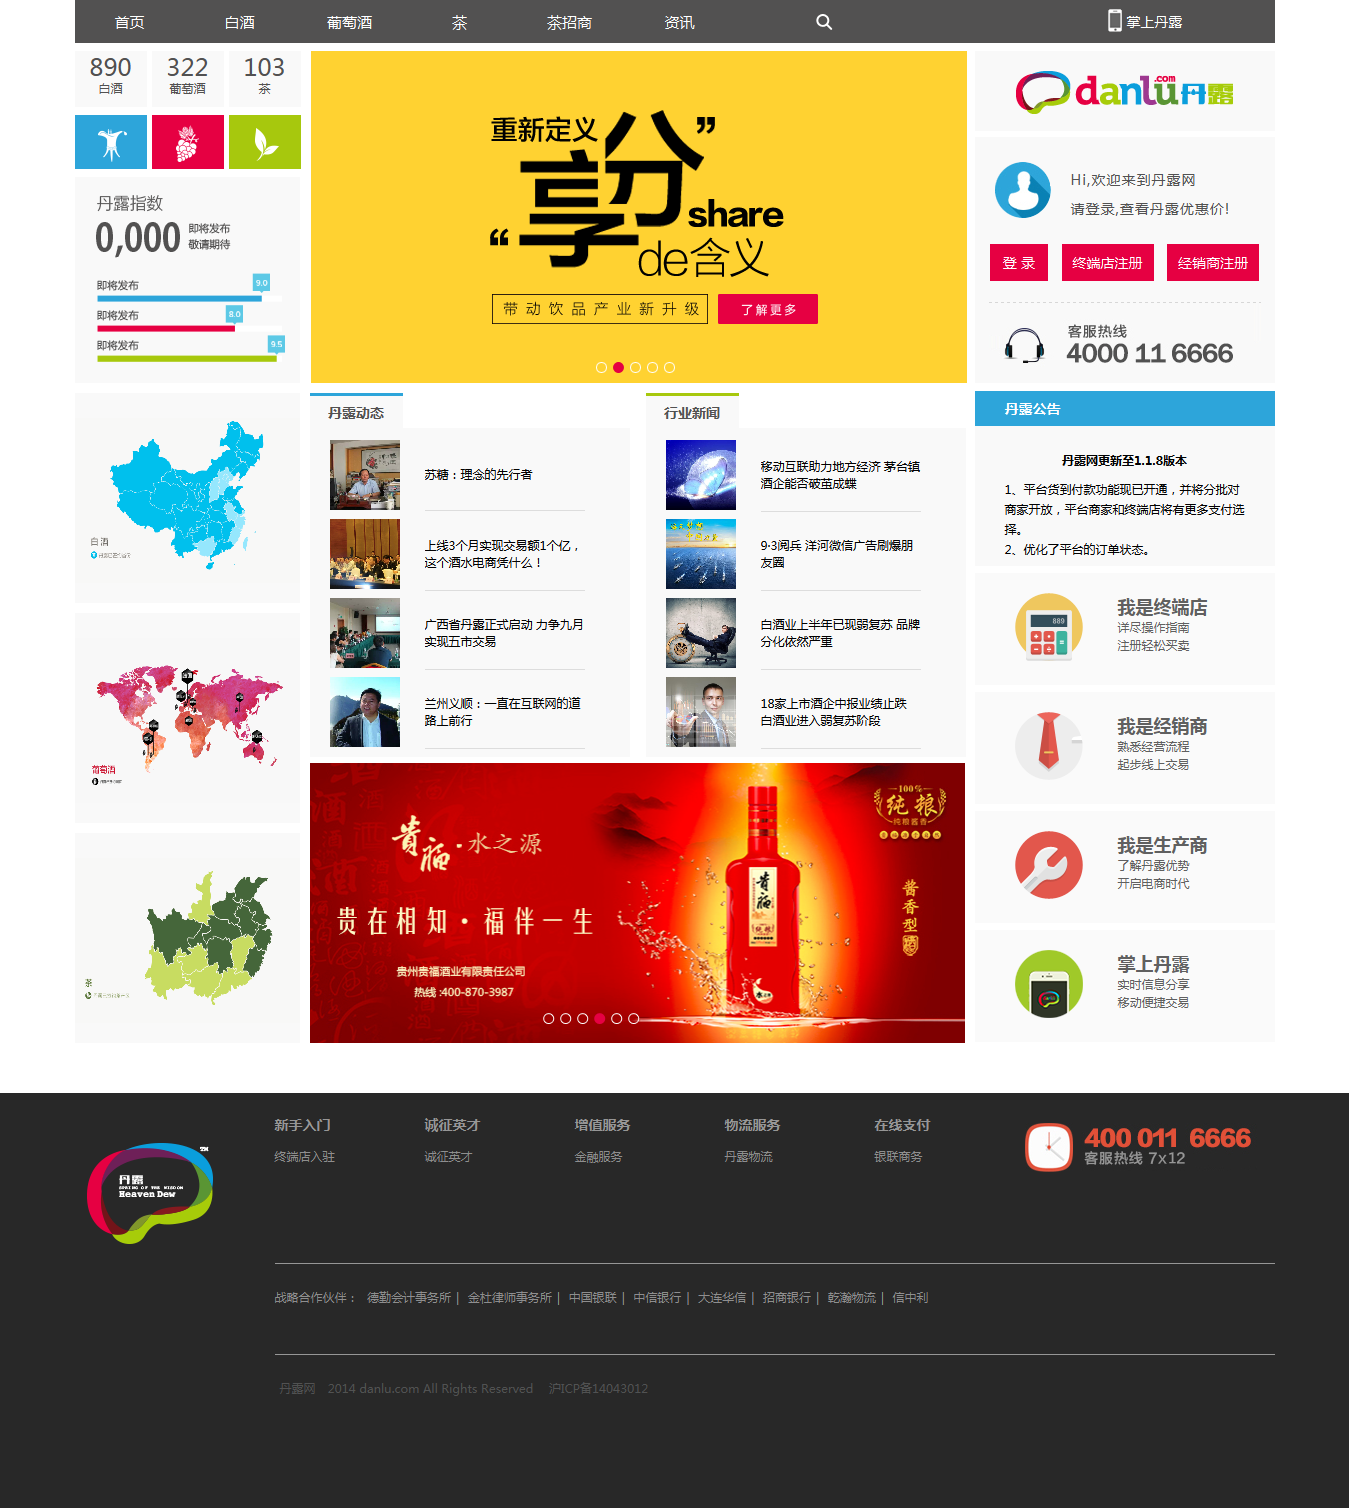 首页 白酒 葡萄酒 茶 茶招商 资讯 掌上丹露
890 322 103
白酒 葡萄酒 茶
丹露指数
0,000 即将发布
敬请期待
即将发布 9.0
即将发布 8.0
即将发布 9.5
重新定义
分”
“享
share
de含义
带动饮品产业新升级 了解更多
danlu.com丹露
Hi,欢迎来到丹露网
请登录,查看丹露优惠价!
登 录 终端店注册 经销商注册
客服热线
4000 11 6666
白酒
葡萄酒
茶
丹露动态
苏糖：理念的先行者
上线3个月实现交易额1个亿，
这个酒水电商凭什么！
广西省丹露正式启动 力争九月
实现五市交易
兰州义顺：一直在互联网的道
路上前行
行业新闻
移动互联助力地方经济 茅台镇
酒企能否破茧成蝶
9·3阅兵 洋河微信广告刷爆朋
友圈
白酒业上半年已现弱复苏 品牌
分化依然严重
18家上市酒企中报业绩止跌
白酒业进入弱复苏阶段
丹露公告
丹露网更新至1.1.8版本
1、平台货到付款功能现已开通，并将分批对
商家开放，平台商家和终端店将有更多支付选
择。
2、优化了平台的订单状态。
889
我是终端店
详尽操作指南
注册轻松买卖
我是经销商
熟悉经营流程
起步线上交易
我是生产商
了解丹露优势
开启电商时代
掌上丹露
实时信息分享
移动便捷交易
100%
纯粮
纯粮酱香
貴福·水之源
贵在相知·福伴一生
贵州贵福酒业有限责任公司
热线 :400-870-3987
貴福
纯粮
酱香型
丹露
SPRING OF THE WISDOM
Heaven Dew
TM
新手入门 诚征英才 增值服务 物流服务 在线支付
终端店入驻 诚征英才 金融服务 丹露物流 银联商务
400 011 6666
客服热线 7x12
战略合作伙伴： 德勤会计事务所 | 金杜律师事务所 | 中国银联 | 中信银行 | 大连华信 | 招商银行 | 乾瀚物流 | 信中利
丹露网 2014 danlu.com All Rights Reserved 沪ICP备14043012